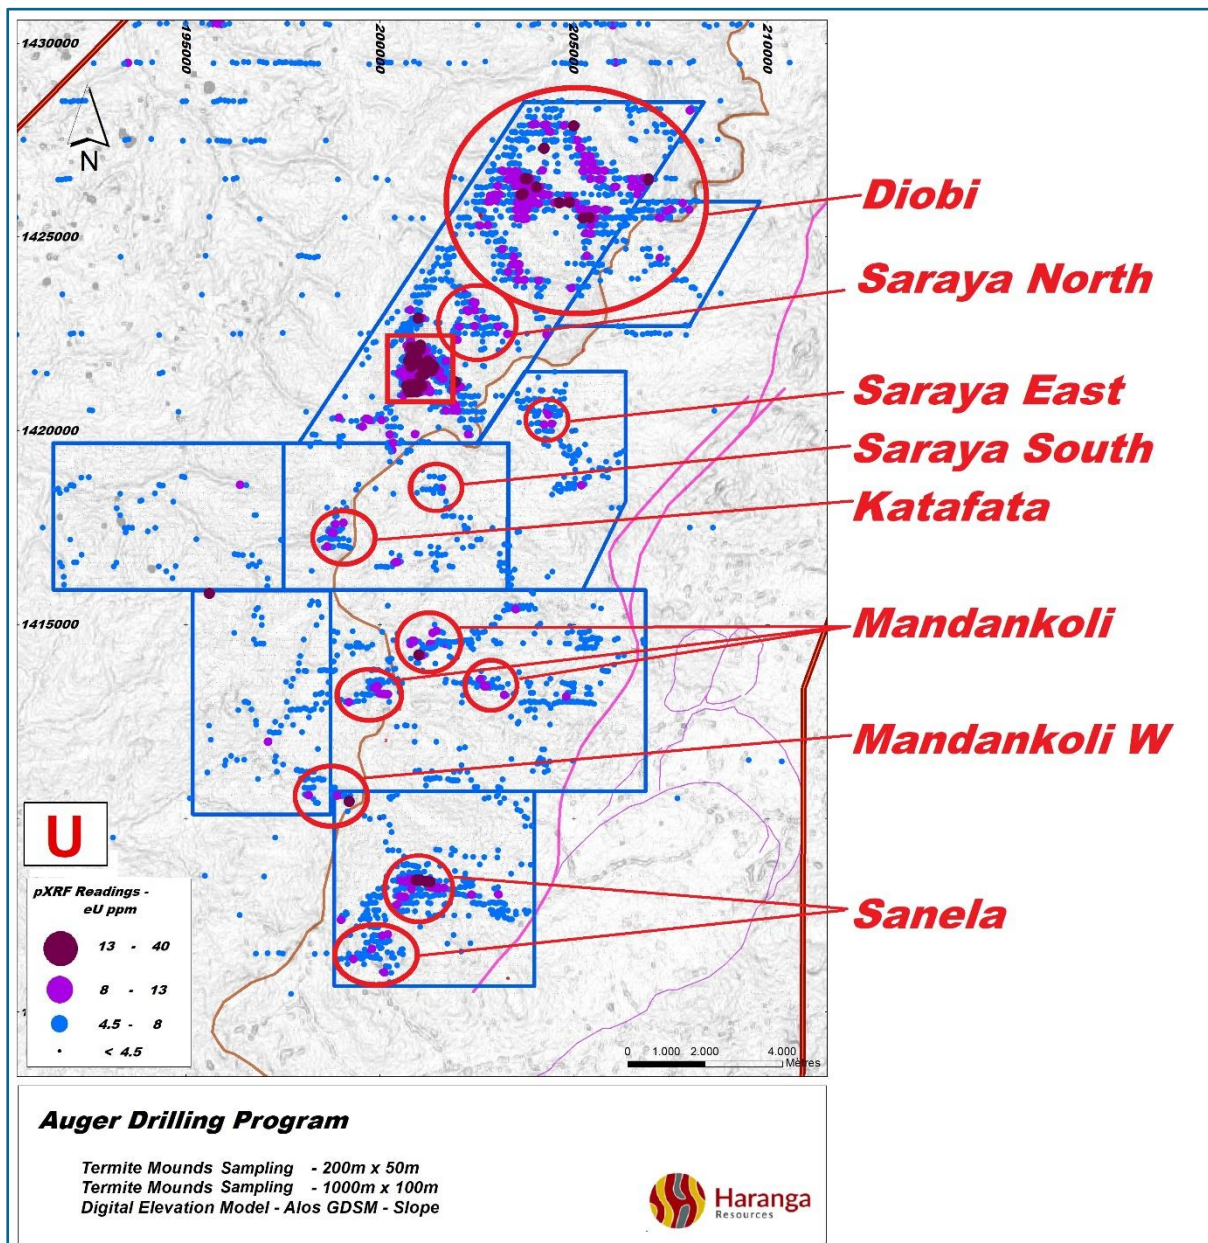 1430000
195000
200000
205000
210000
N
Diobi
1425000
Saraya North
Saraya East
1420000
Saraya South
Katafata
1415000
Mandankoli
Mandankoli W
U
pXRF Readings -
eU ppm
13 - 40
8 - 13
4.5 - 8
< 4.5
Sanela
0 1.000 2.000 4.000
Mètres
Auger Drilling Program
Termite Mounds Sampling - 200m x 50m
Termite Mounds Sampling - 1000m x 100m
Digital Elevation Model - Alos GDSM - Slope
Haranga
Resources